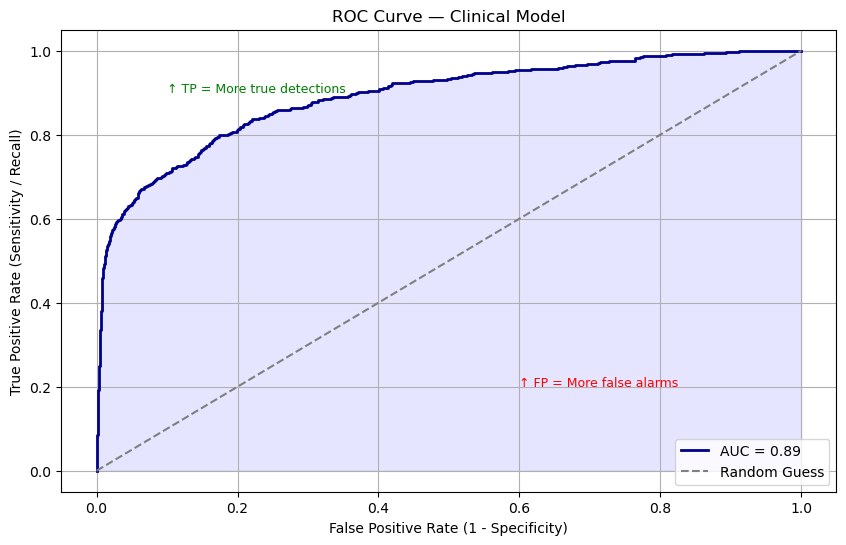 ROC Curve — Clinical Model
True Positive Rate (Sensitivity / Recall)
1.0
0.8
0.6
0.4
0.2
0.0
↑ TP = More true detections
↑ FP = More false alarms
AUC = 0.89
Random Guess
0.0 0.2 0.4 0.6 0.8 1.0
False Positive Rate (1 - Specificity)